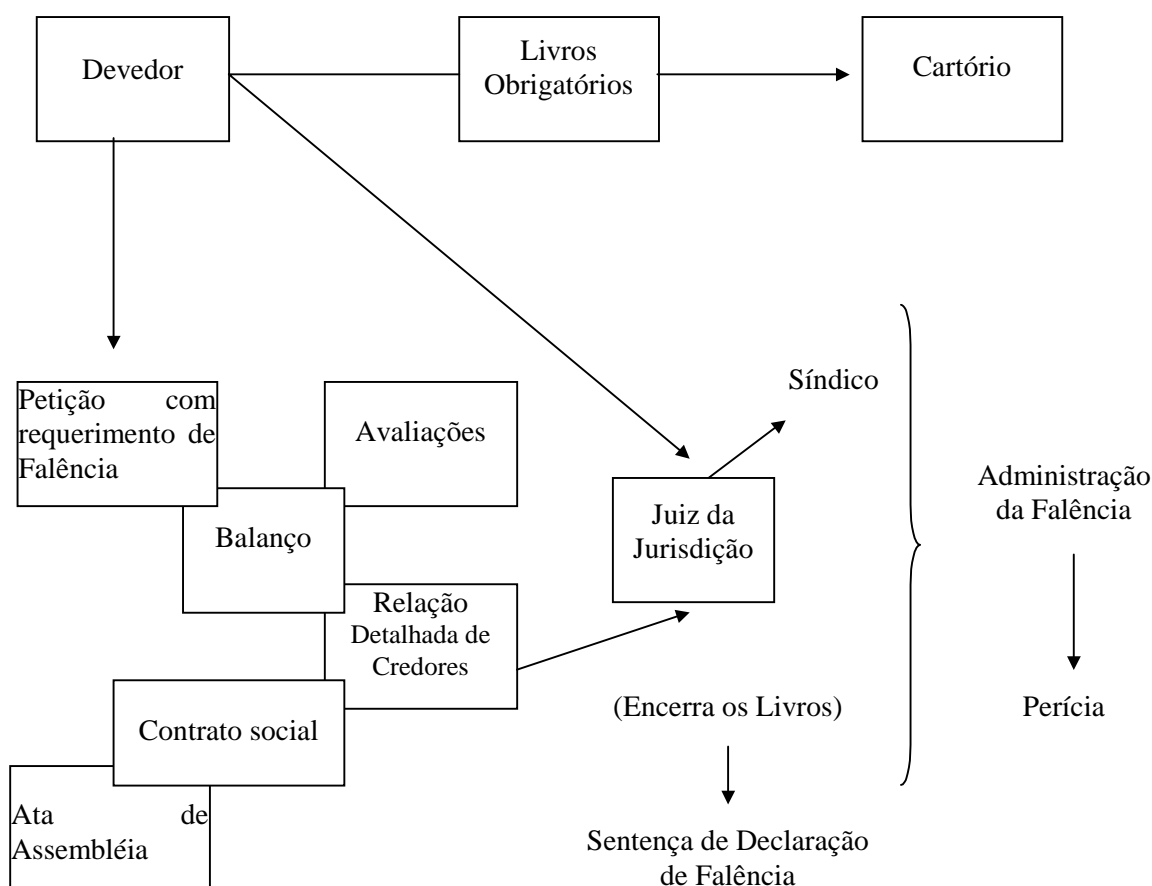 Devedor
Livros
Obrigatórios
Cartório
Petição com
requerimento de
Falência
Avaliações
Balanço
Relação
Detalhada de
Credores
Contrato social
Ata de
Assembléia
Síndico
Juiz da
Jurisdição
(Encerra os Livros)
Sentença de Declaração
de Falência
Administração
da Falência
Perícia